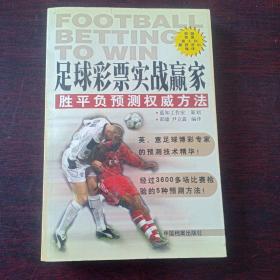 FOOTBALL
BETTING
TO WIN
足球彩票实战赢家
胜平负预测权威方法
英、意足球博彩专家
的预测技术精华！
经过3600多场比赛检
验的5种预测方法！
中国档案出版社